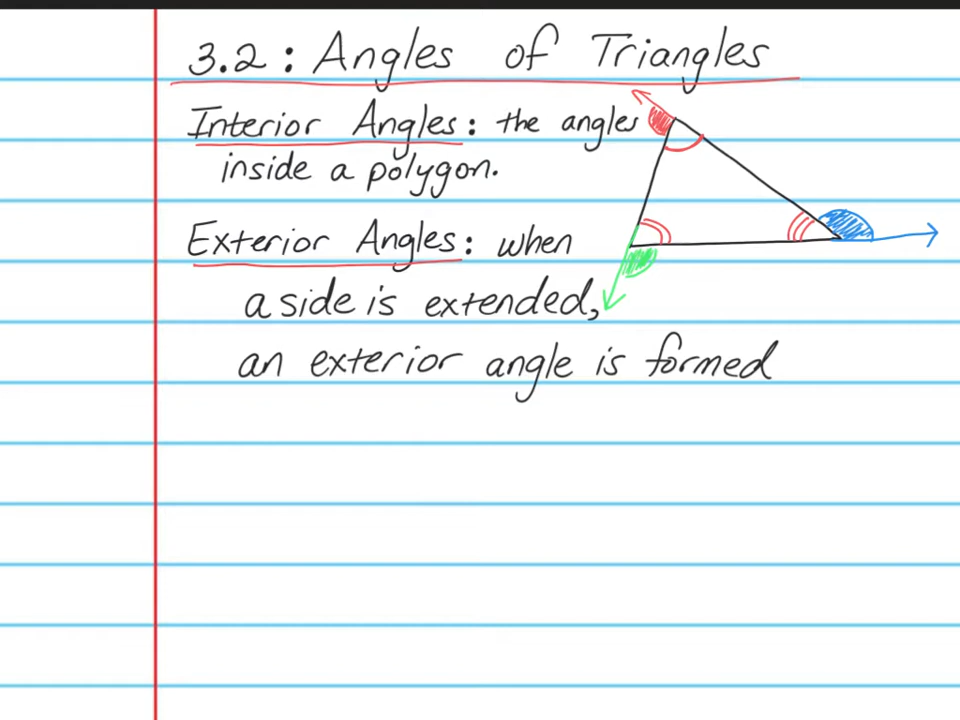 3.2: Angles of Triangles
Interior Angles: the angles
inside a polygon.
Exterior Angles: when
a side is extended,
an exterior angle is formed